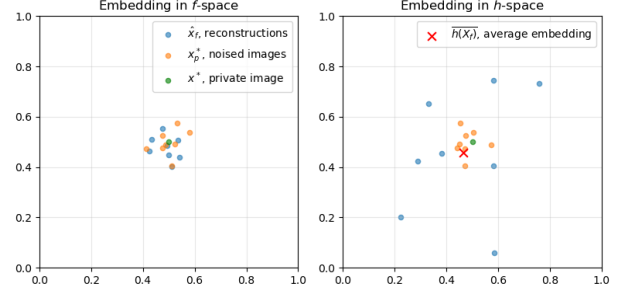 Embedding in f-space
1.0
0.8
0.6
0.4
0.2
0.0
0.0 0.2 0.4 0.6 0.8 1.0
x̂_f, reconstructions
x*_p, noised images
x*, private image
Embedding in h-space
1.0
0.8
0.6
0.4
0.2
0.0
0.0 0.2 0.4 0.6 0.8 1.0
h(X_f), average embedding